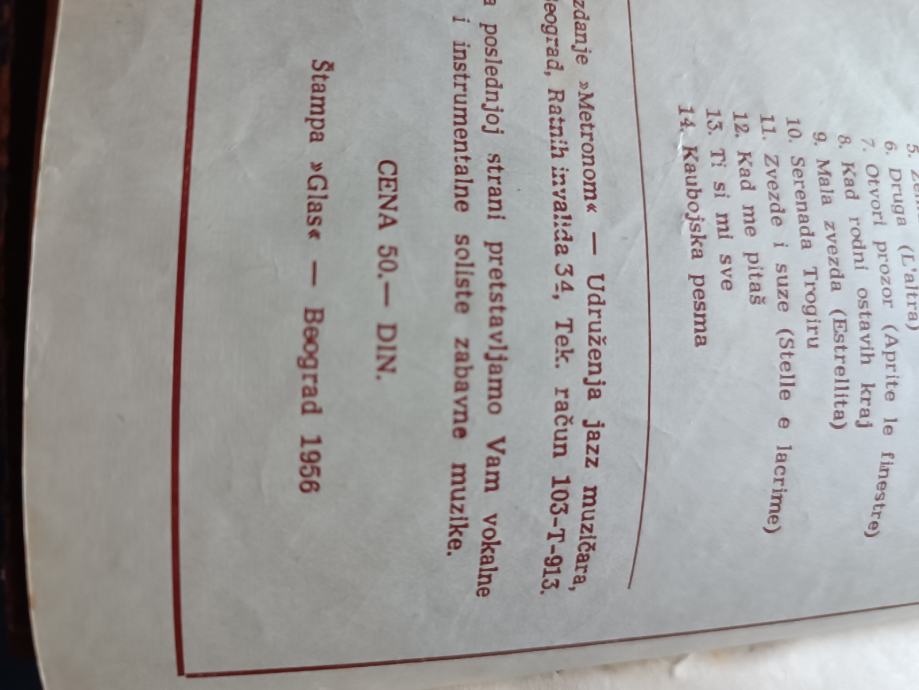 5.
6. Druga (L'altra)
7. Otvori prozor (Aprite le finestre)
8. Kad rodni ostavih kraj
9. Mala zvezda (Estrellita)
10. Serenada Trogiru
11. Zvezde i suze (Stelle e lacrime)
12. Kad me pitaš
13. Ti si mi sve
14. Kaubojska pesma
zdanje »Metronom« — Udruženja jazz muzičara,
eograd, Ratnih invalida 34, Tek. račun 103-T-913.
a poslednjoj strani pretstavljamo Vam vokalne
i instrumentalne soliste zabavne muzike.
CENA 50.— DIN.
Štampa »Glas« — Beograd 1956